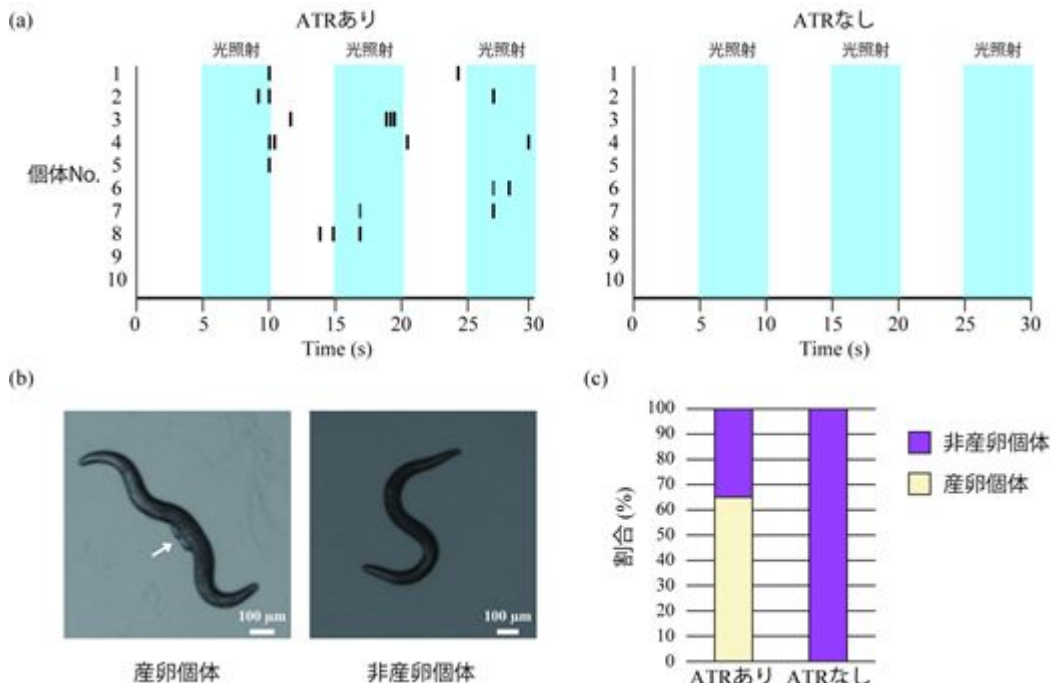 (a)
ATRあり
光照射 光照射 光照射
個体No.
1
2
3
4
5
6
7
8
9
10
0 5 10 15 20 25 30
Time (s)
ATRなし
光照射 光照射 光照射
1
2
3
4
5
6
7
8
9
10
0 5 10 15 20 25 30
Time (s)
(b)
100 μm
100 μm
産卵個体 非産卵個体
(c)
割合 (%)
100
90
80
70
60
50
40
30
20
10
0
ATRあり ATRなし
非産卵個体
産卵個体